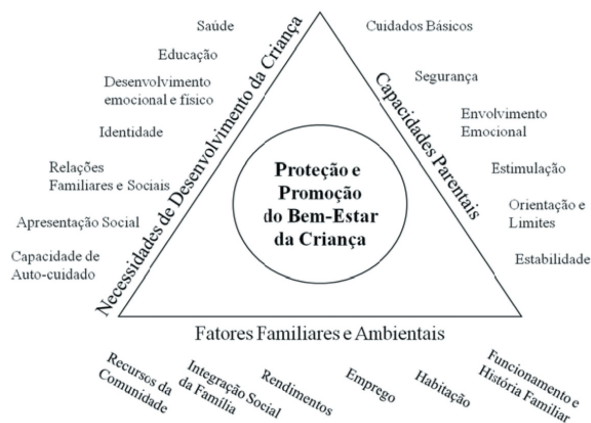 Saúde
Educação
Desenvolvimento
emocional e físico
Identidade
Relações
Familiares e Sociais
Apresentação Social
Capacidade de
Auto-cuidado
Necessidades de Desenvolvimento da Criança
Proteção e
Promoção
do Bem-Estar
da Criança
Capacidades Parentais
Cuidados Básicos
Segurança
Envolvimento
Emocional
Estimulação
Orientação e
Limites
Estabilidade
Fatores Familiares e Ambientais
Recursos da
Comunidade
Integração Social
da Família
Rendimentos
Emprego
Habitação
Funcionamento e
História Familiar